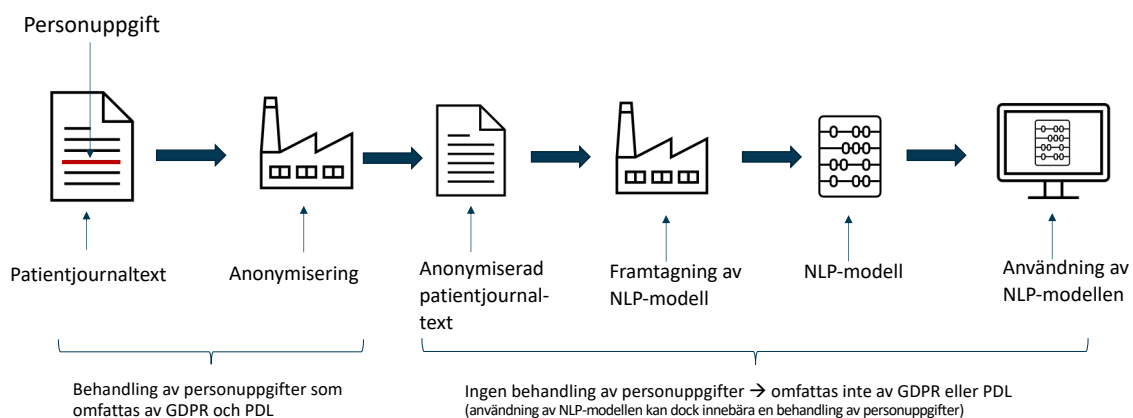 Personuppgift
Patientjournaltext
Anonymisering
Anonymiserad
patientjournal-
text
Framtagning av
NLP-modell
NLP-modell
Användning av
NLP-modellen
Behandling av personuppgifter som
omfattas av GDPR och PDL
Ingen behandling av personuppgifter → omfattas inte av GDPR eller PDL
(användning av NLP-modellen kan dock innebära en behandling av personuppgifter)